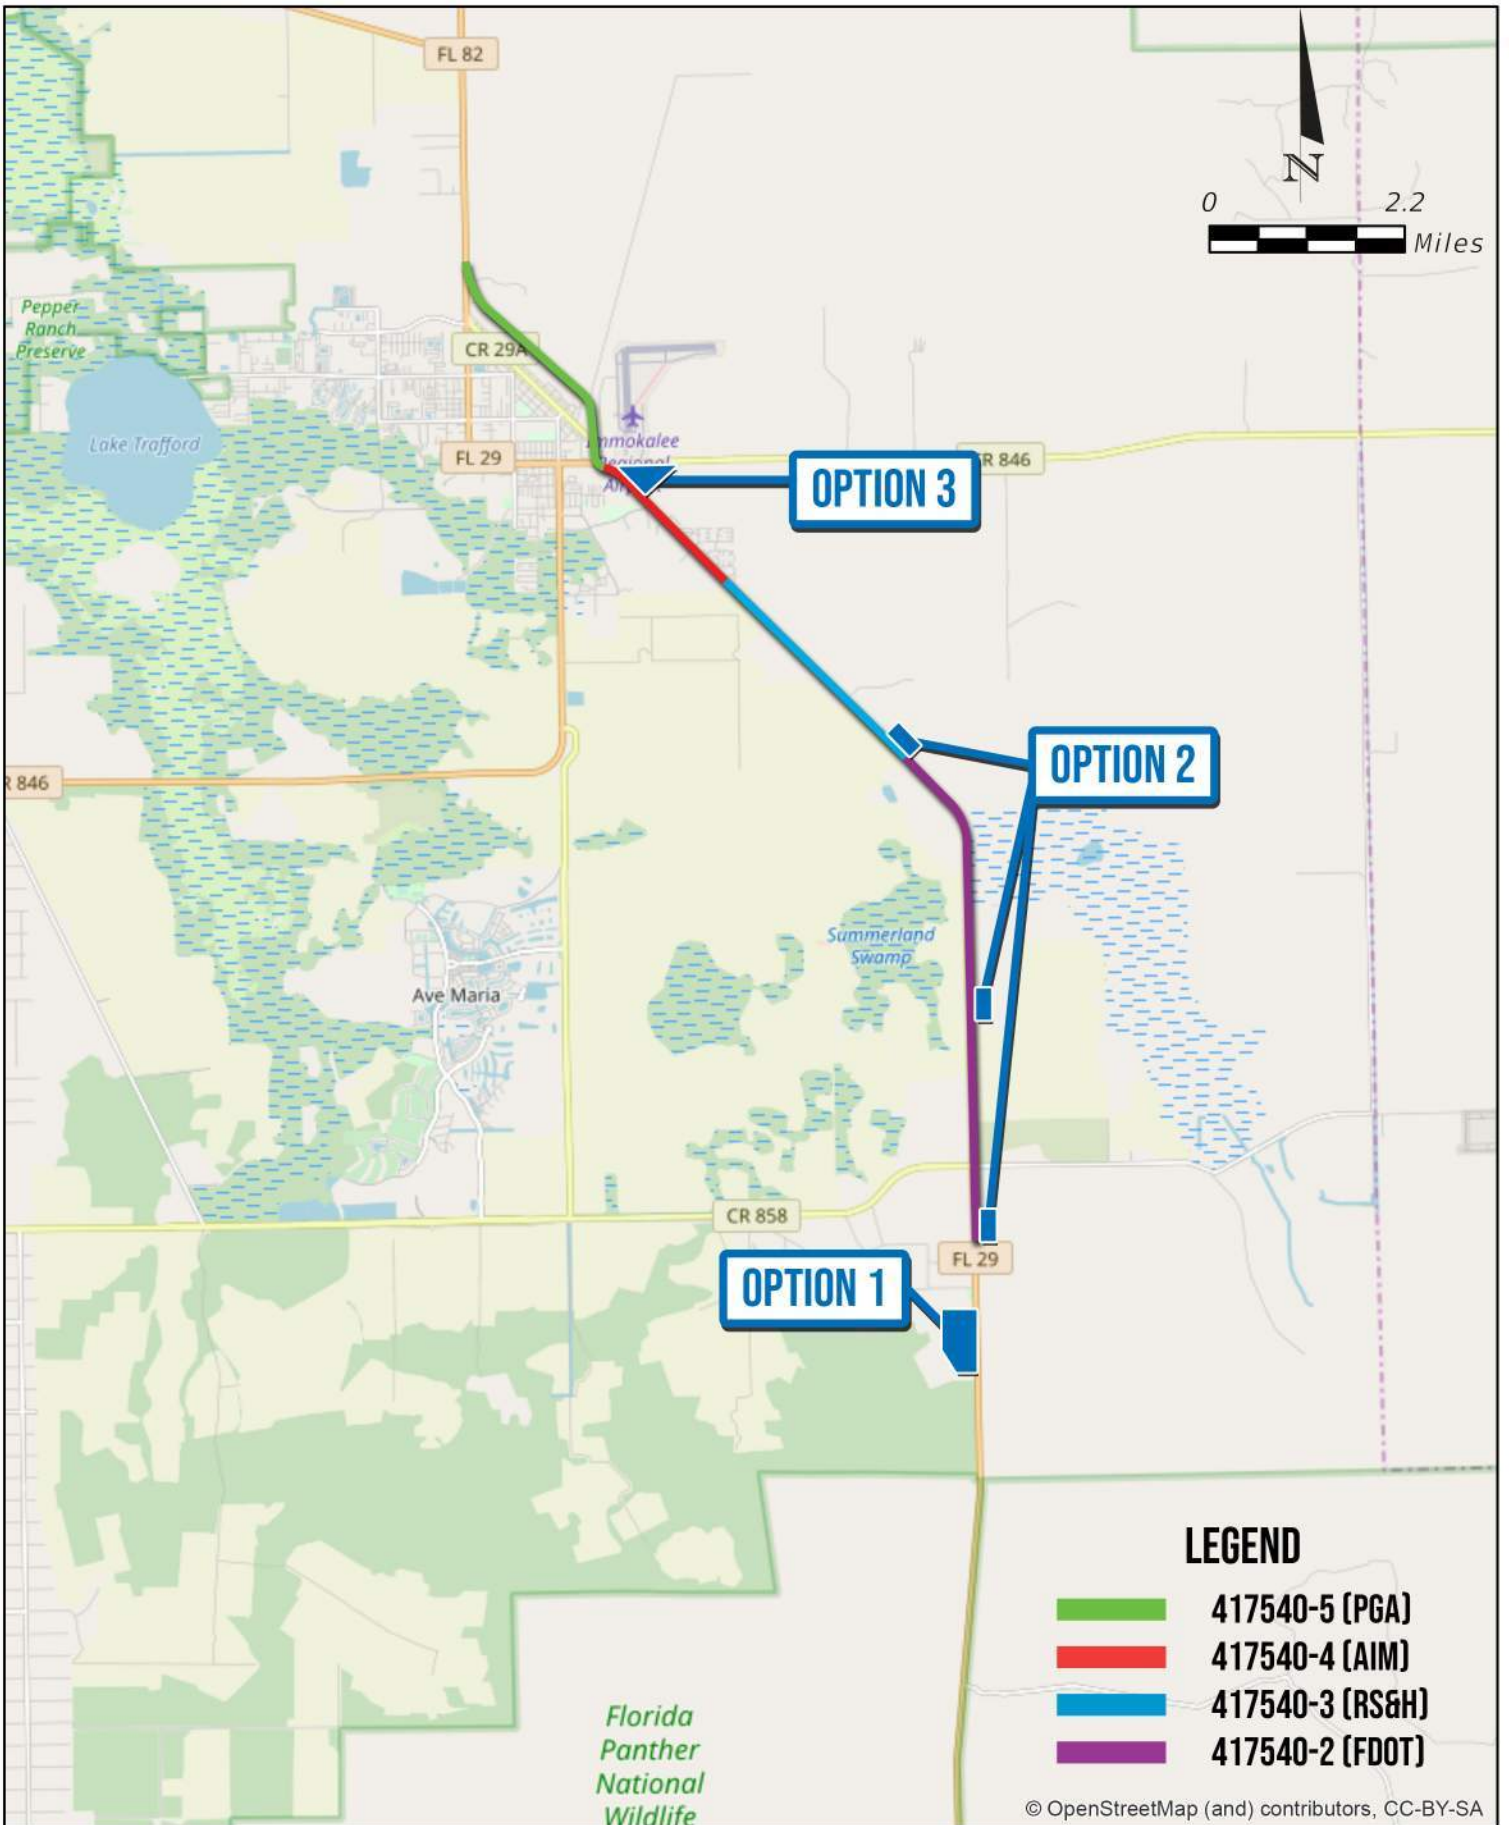 FL 82
N
0 2.2
Miles
Pepper
Ranch
Preserve
CR 29A
Lake Trafford
Immokalee
Regional
FL 29
CR 846
OPTION 3
OPTION 2
R 846
Summerland
Swamp
Ave Maria
CR 858
FL 29
OPTION 1
LEGEND
417540-5 (PGA)
417540-4 (AIM)
417540-3 (RS&H)
417540-2 (FDOT)
Florida
Panther
National
Wildlife
© OpenStreetMap (and) contributors, CC-BY-SA